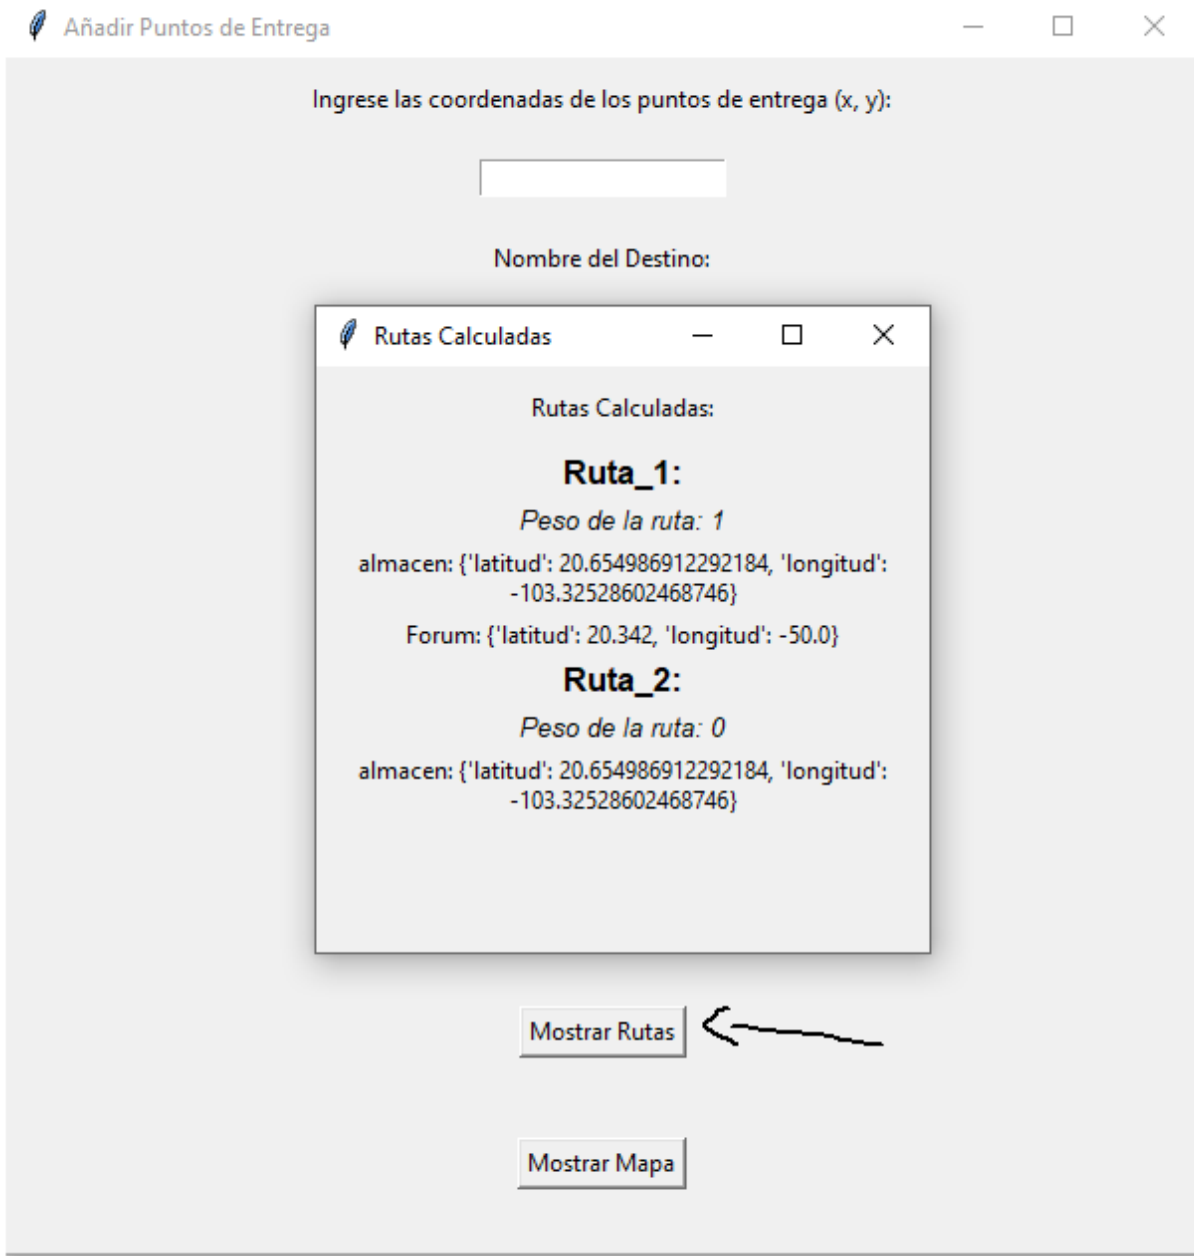 Añadir Puntos de Entrega
Ingrese las coordenadas de los puntos de entrega (x, y):
Nombre del Destino:
Rutas Calculadas
Rutas Calculadas:
Ruta_1:
Peso de la ruta: 1
almacen: {'latitud': 20.654986912292184, 'longitud':
-103.32528602468746}
Forum: {'latitud': 20.342, 'longitud': -50.0}
Ruta_2:
Peso de la ruta: 0
almacen: {'latitud': 20.654986912292184, 'longitud':
-103.32528602468746}
Mostrar Rutas
Mostrar Mapa